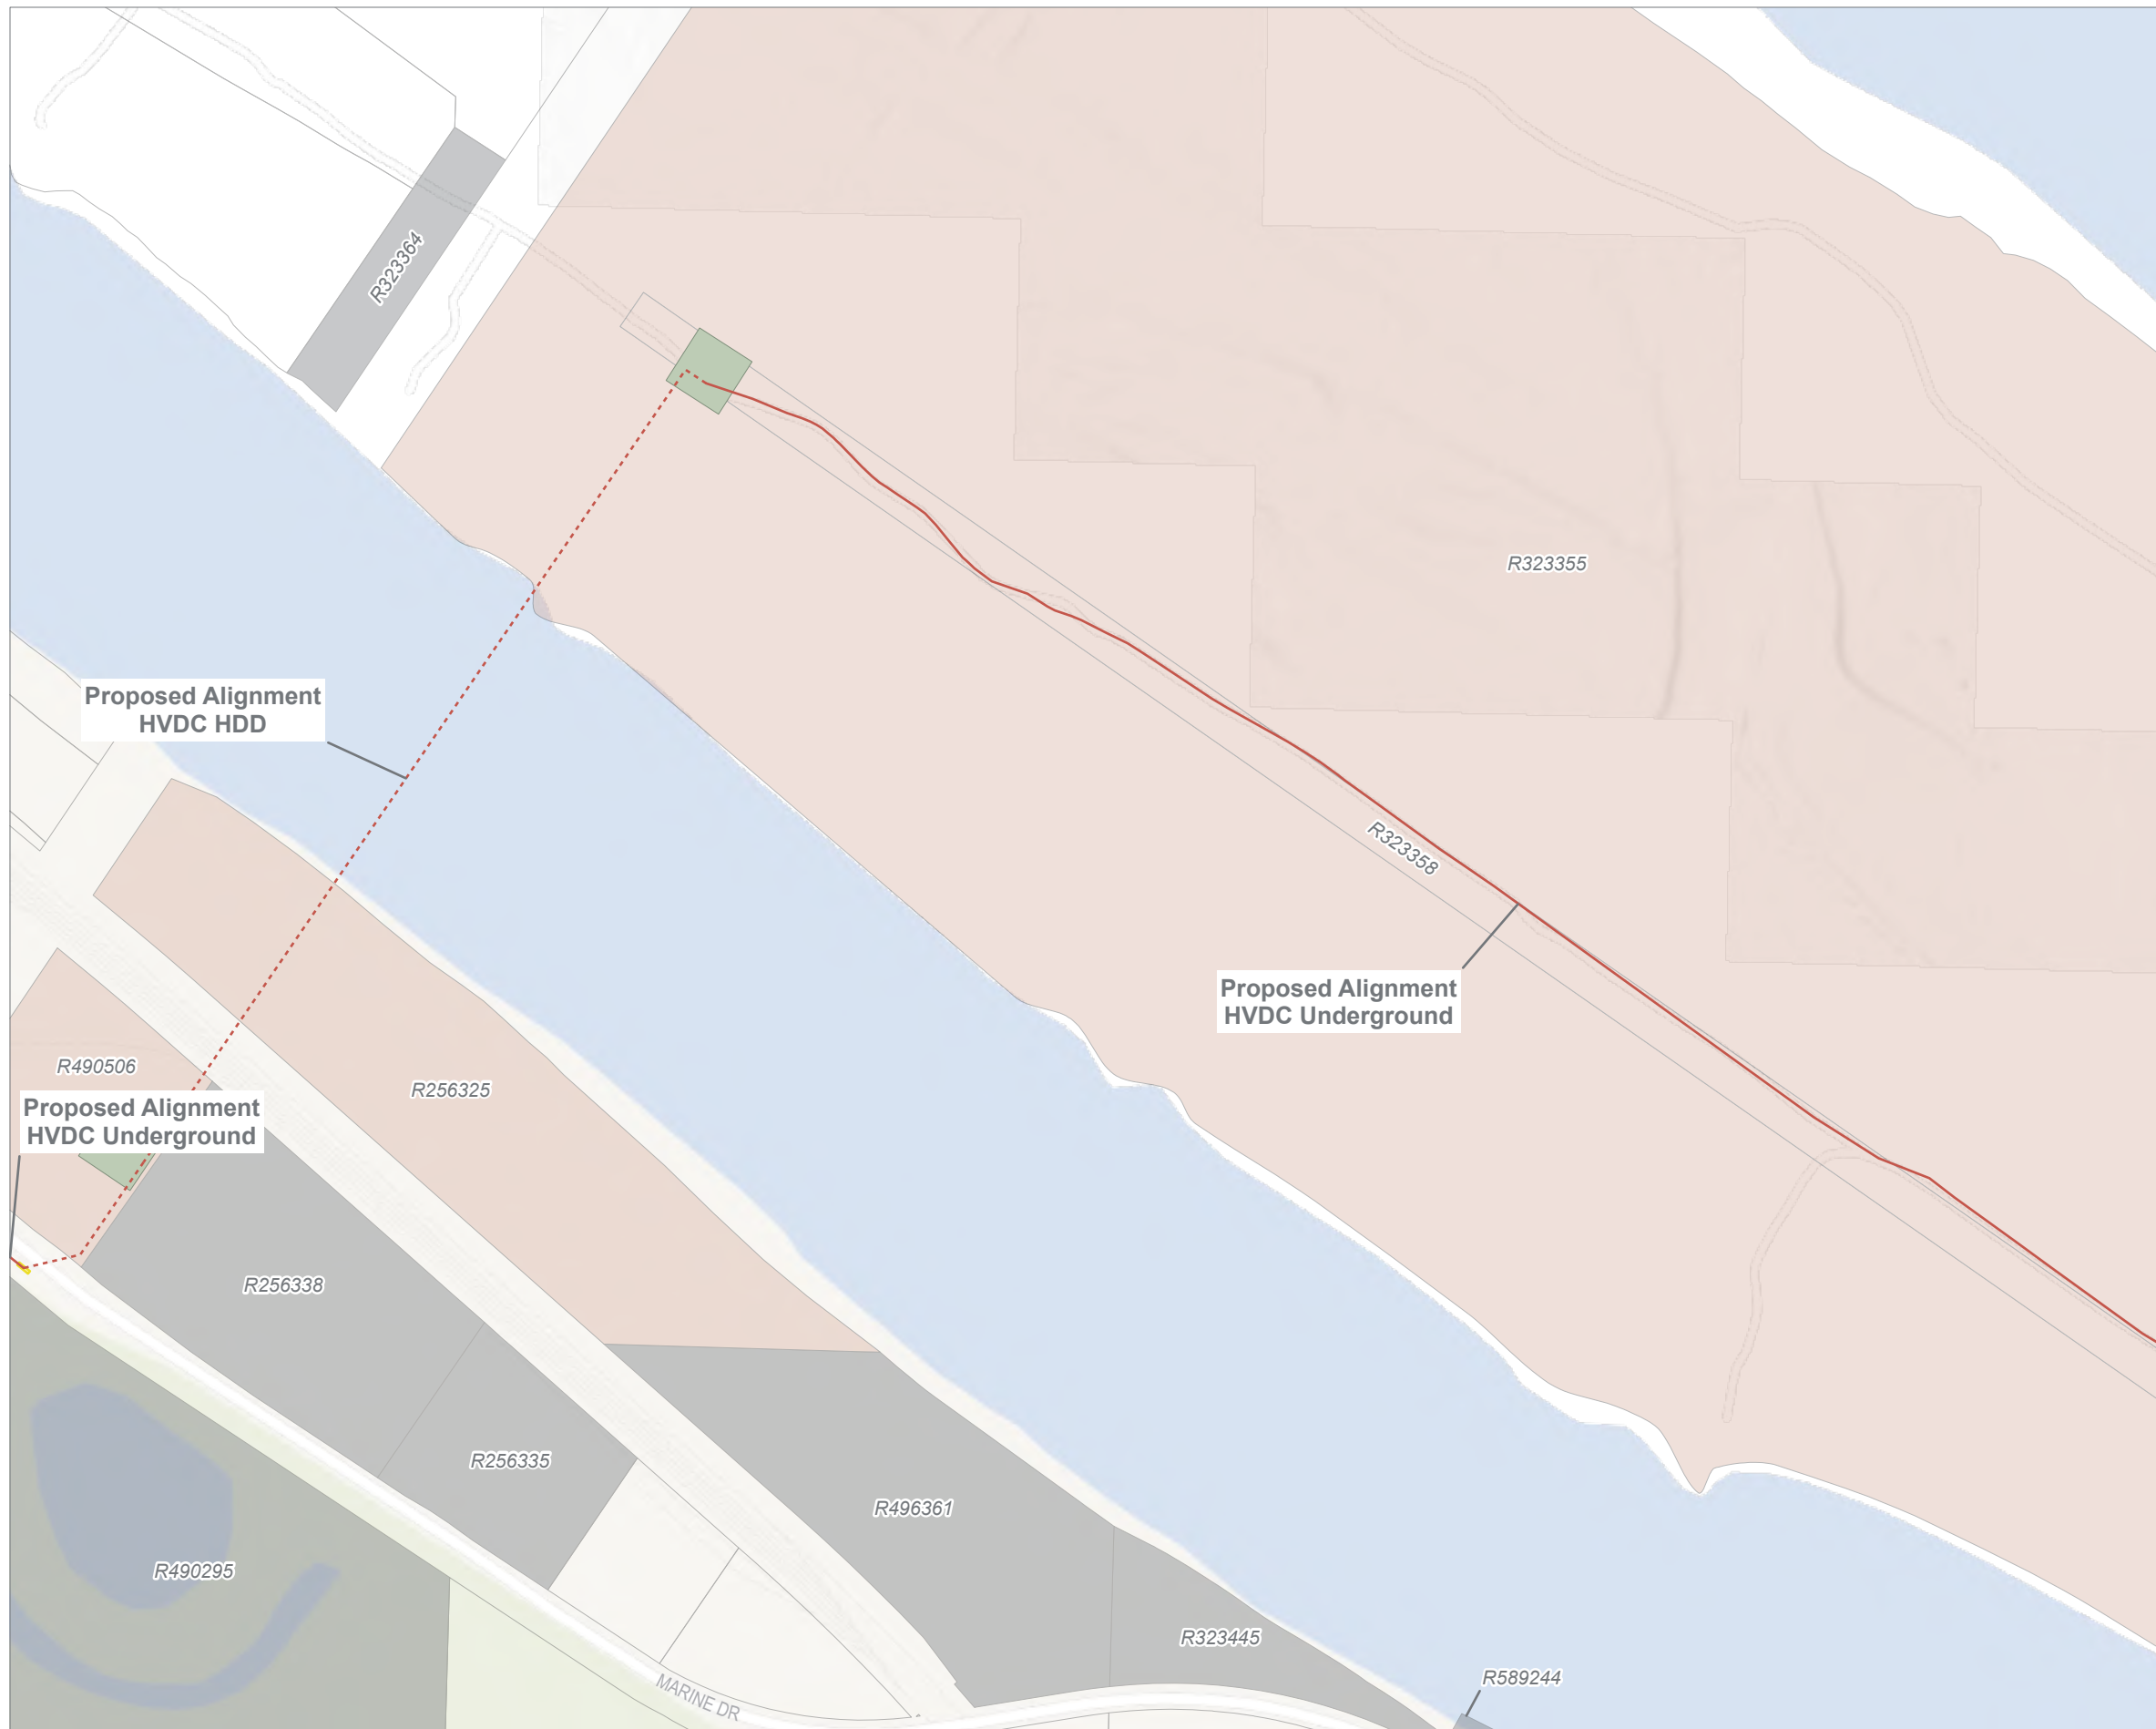 R323364
R323355
Proposed Alignment
HVDC HDD
R323358
Proposed Alignment
HVDC Underground
R490506
R256325
Proposed Alignment
HVDC Underground
R256338
R256335
R496361
R490295
R323445
R589244
MARINE DR